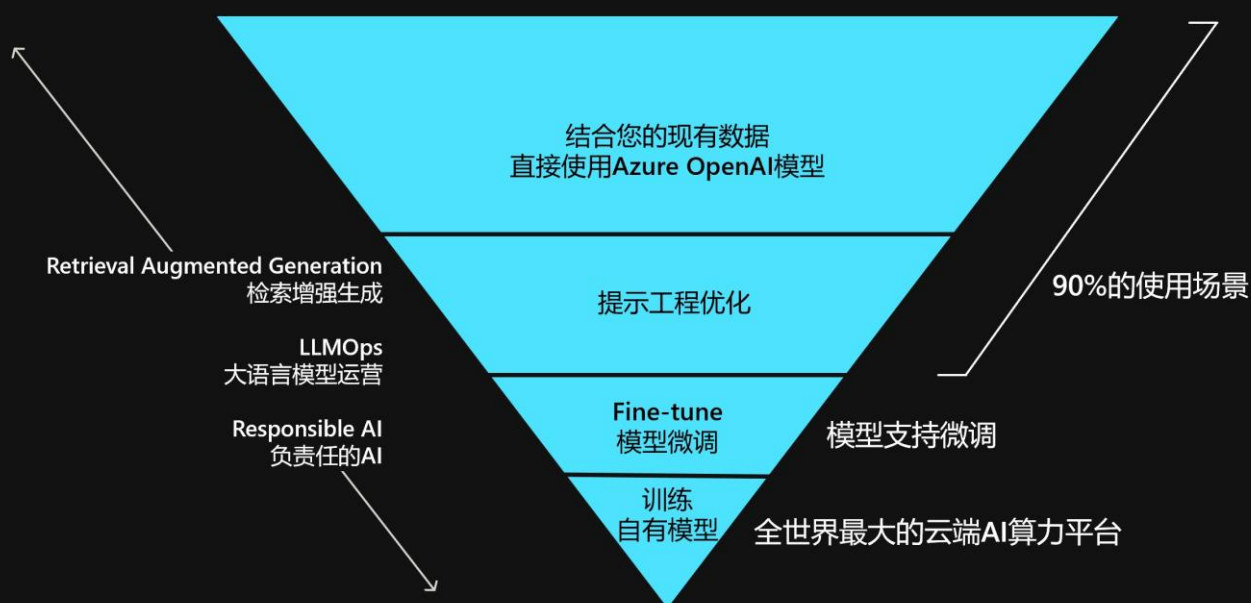 结合您的现有数据
直接使用Azure OpenAI模型
Retrieval Augmented Generation
检索增强生成
提示工程优化
90%的使用场景
LLMOps
大语言模型运营
Fine-tune
模型微调
模型支持微调
Responsible AI
负责任的AI
训练
自有模型
全世界最大的云端AI算力平台